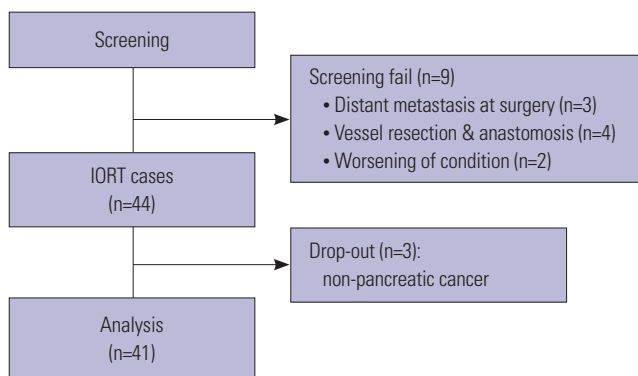 Screening
Screening fail (n=9)
• Distant metastasis at surgery (n=3)
• Vessel resection & anastomosis (n=4)
• Worsening of condition (n=2)
IORT cases
(n=44)
Drop-out (n=3):
non-pancreatic cancer
Analysis
(n=41)